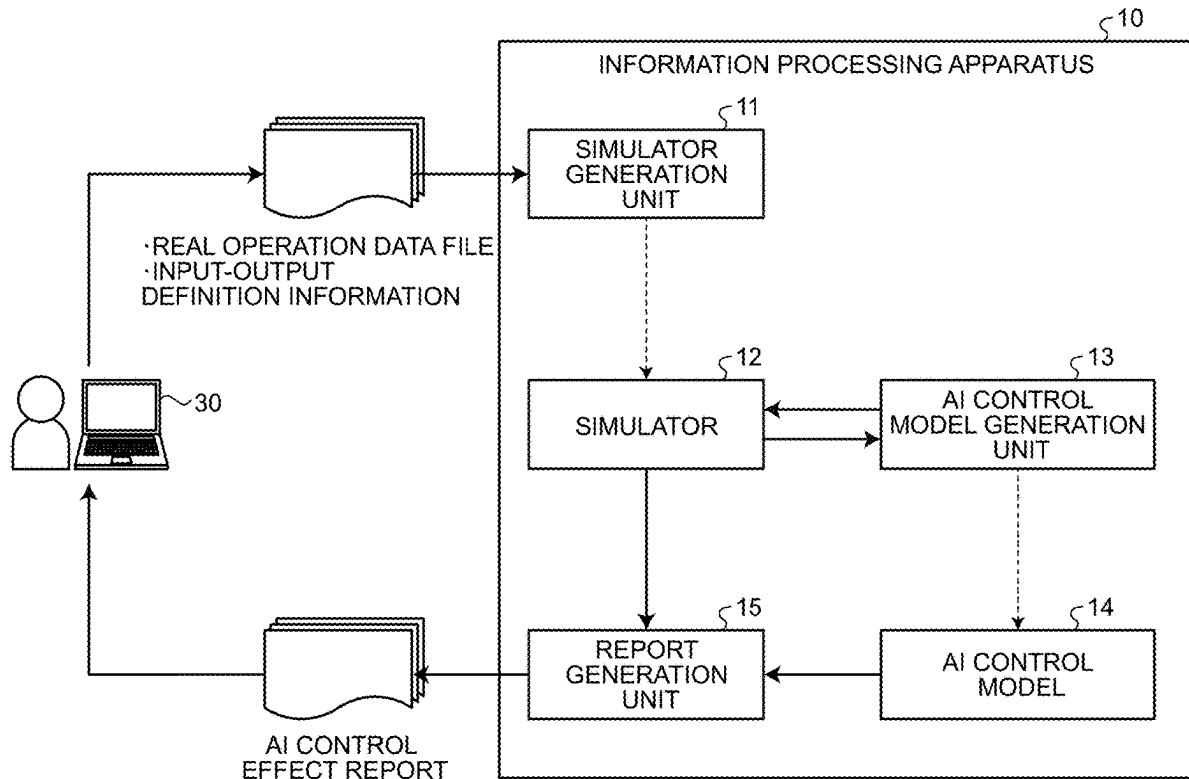 10
INFORMATION PROCESSING APPARATUS
11
SIMULATOR
GENERATION
UNIT
·REAL OPERATION DATA FILE
·INPUT-OUTPUT
DEFINITION INFORMATION
30
12
SIMULATOR
13
AI CONTROL
MODEL GENERATION
UNIT
15
REPORT
GENERATION
UNIT
14
AI CONTROL
MODEL
AI CONTROL
EFFECT REPORT